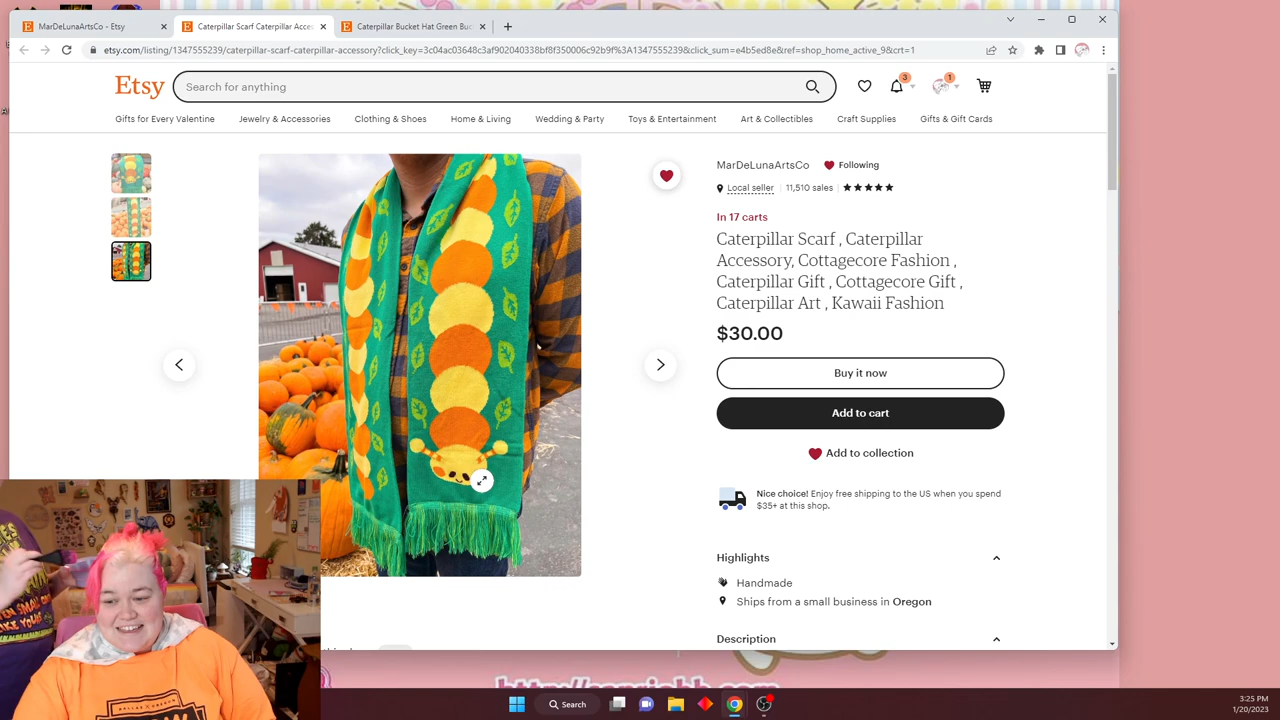 MarDeLunaArtsCo - Etsy
Caterpillar Scarf Caterpillar Acces
Caterpillar Bucket Hat Green Buc
etsy.com/listing/1347555239/caterpillar-scarf-caterpillar-accessory?click_key=3c04ac03648c3af902040338bf8f350006c92b9f%3A1347555239&click_sum=e4b5ed8e&ref=shop_home_active_9&crt=1
Etsy
Search for anything
3
1
Gifts for Every Valentine
Jewelry & Accessories
Clothing & Shoes
Home & Living
Wedding & Party
Toys & Entertainment
Art & Collectibles
Craft Supplies
Gifts & Gift Cards
MarDeLunaArtsCo
Following
Local seller
11,510 sales
In 17 carts
Caterpillar Scarf , Caterpillar
Accessory, Cottagecore Fashion ,
Caterpillar Gift , Cottagecore Gift ,
Caterpillar Art , Kawaii Fashion
$30.00
Buy it now
Add to cart
Add to collection
Nice choice! Enjoy free shipping to the US when you spend
$35+ at this shop.
Highlights
Handmade
Ships from a small business in Oregon
Description
Search
3:25 PM
1/20/2023